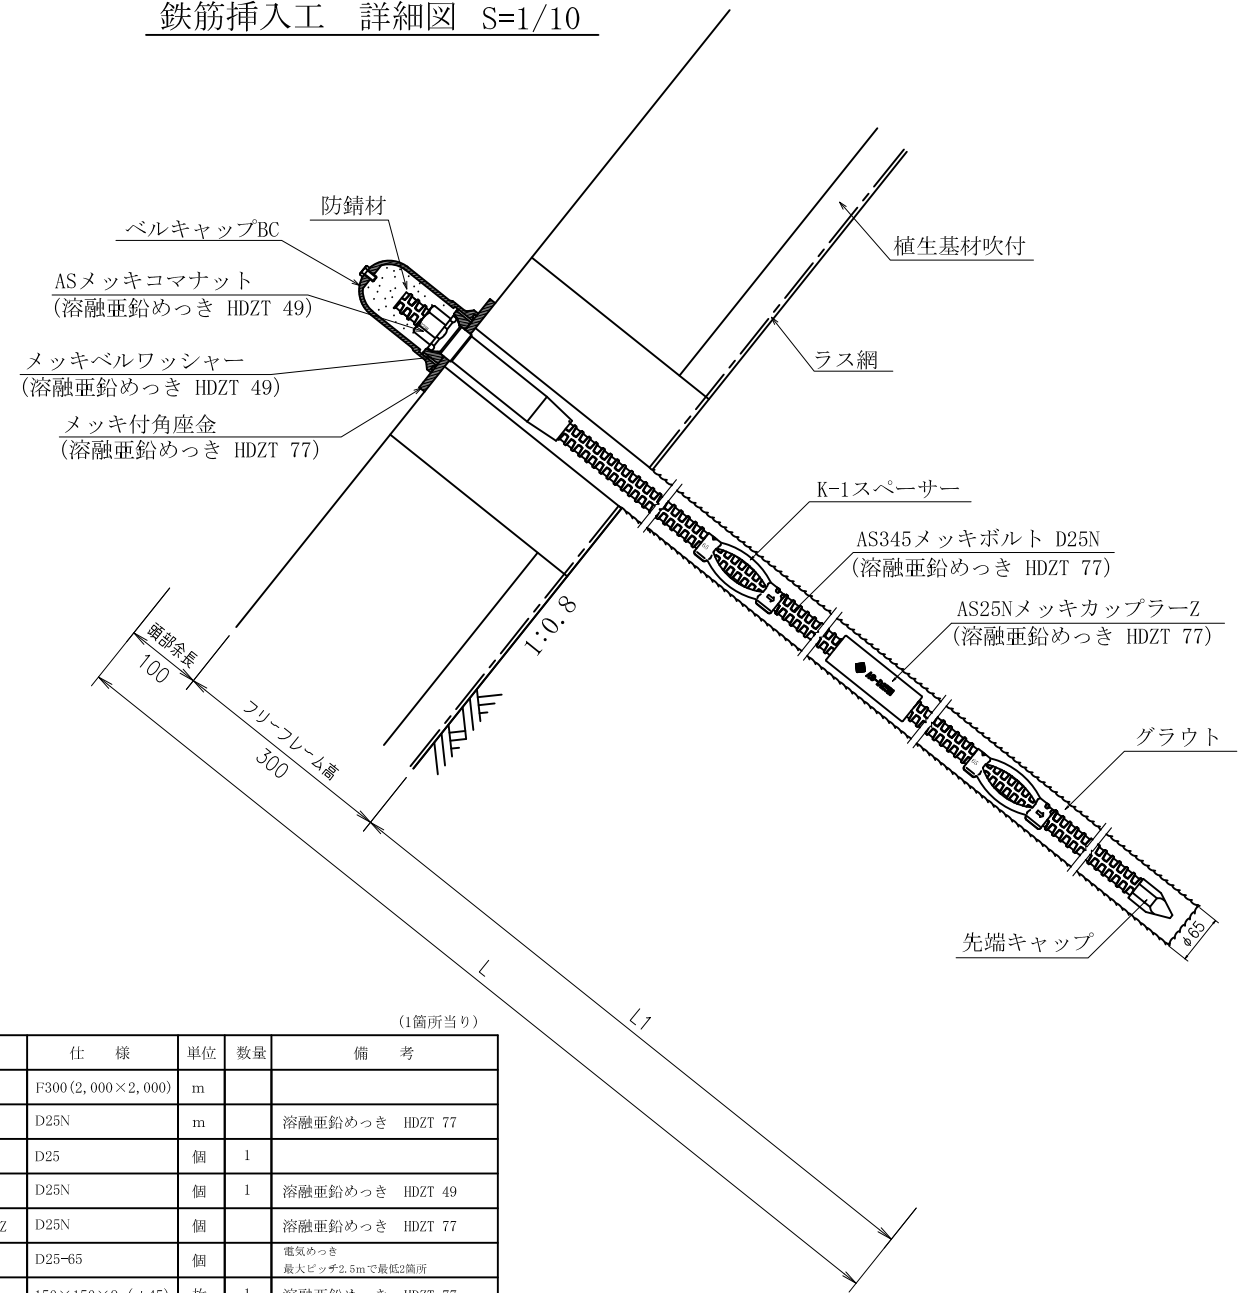 鉄筋挿入工　詳細図 S=1/10
防錆材
ベルキャップBC
ASメッキコマナット
(溶融亜鉛めっき HDZT 49)
メッキベルワッシャー
(溶融亜鉛めっき HDZT 49)
メッキ付角座金
(溶融亜鉛めっき HDZT 77)
植生基材吹付
ラス網
K-1スペーサー
AS345メッキボルト D25N
(溶融亜鉛めっき HDZT 77)
AS25NメッキカップラーZ
(溶融亜鉛めっき HDZT 77)
グラウト
先端キャップ
φ65
1:0.8
頭部余長
100
フリーフレーム高
300
L
L1
(1箇所当り)
仕　様 単位 数量 備　考
F300(2,000×2,000) m
D25N m 溶融亜鉛めっき HDZT 77
D25 個 1
D25N 個 1 溶融亜鉛めっき HDZT 49
Z D25N 個 溶融亜鉛めっき HDZT 77
D25-65 個 電気めっき
最大ピッチ2.5mで最低2箇所